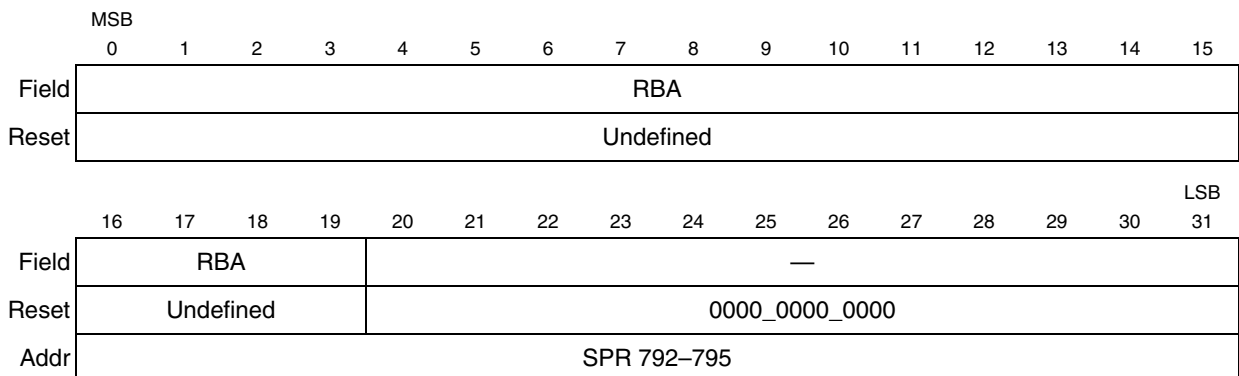 MSB
0 1 2 3 4 5 6 7 8 9 10 11 12 13 14 15
Field RBA
Reset Undefined
LSB
16 17 18 19 20 21 22 23 24 25 26 27 28 29 30 31
Field RBA —
Reset Undefined 0000_0000_0000
Addr SPR 792–795